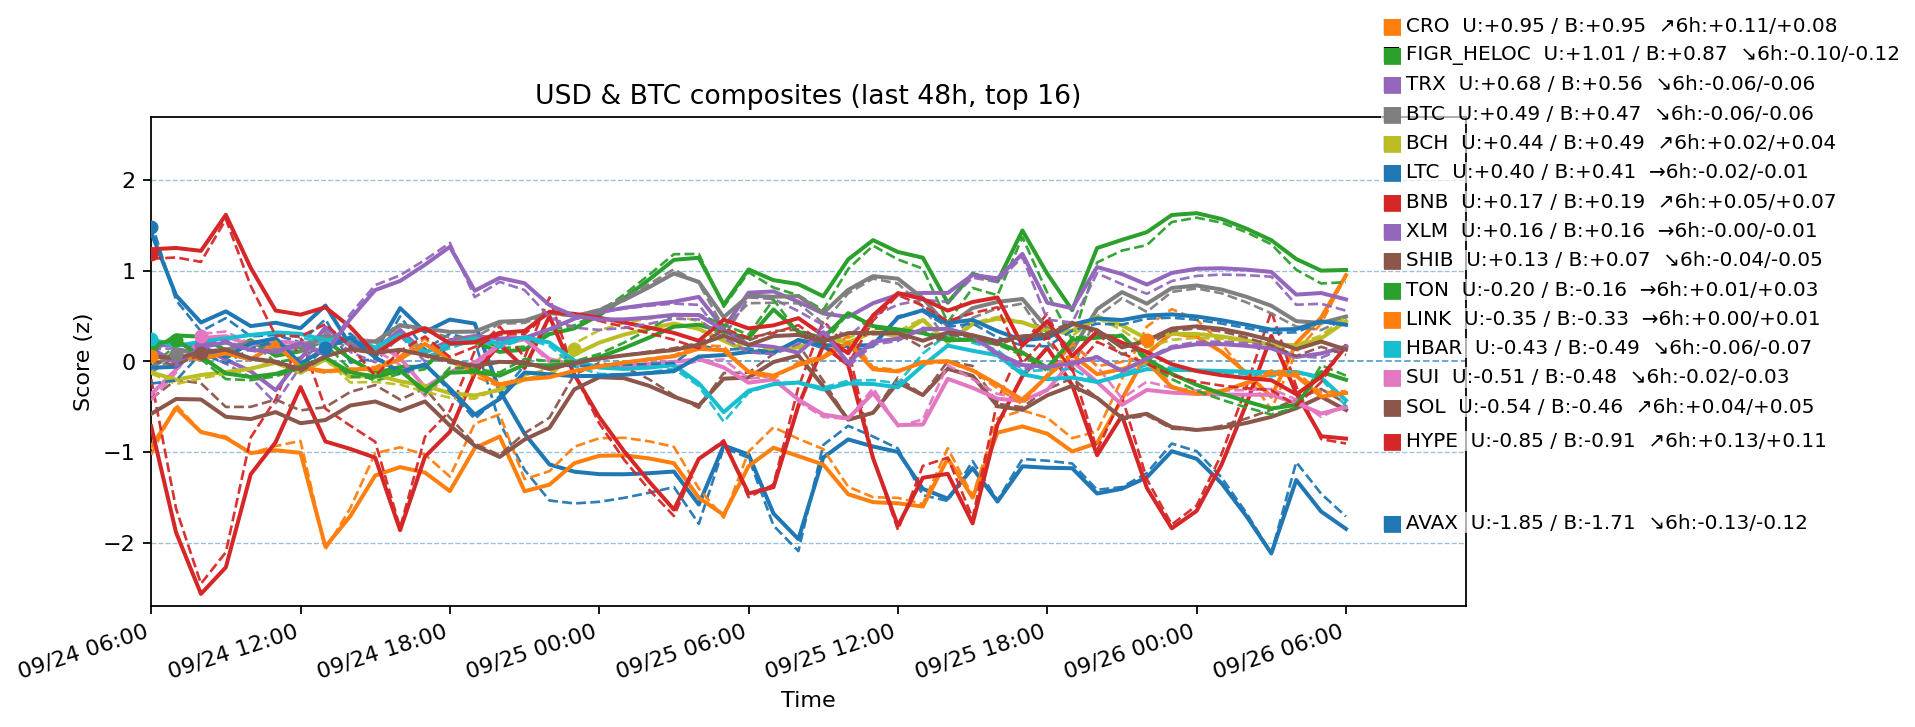 CRO U:+0.95 / B:+0.95 ↗6h:+0.11/+0.08
FIGR_HELOC U:+1.01 / B:+0.87 ↘6h:-0.10/-0.12
TRX U:+0.68 / B:+0.56 ↘6h:-0.06/-0.06
BTC U:+0.49 / B:+0.47 ↘6h:-0.06/-0.06
BCH U:+0.44 / B:+0.49 ↗6h:+0.02/+0.04
LTC U:+0.40 / B:+0.41 →6h:-0.02/-0.01
BNB U:+0.17 / B:+0.19 ↗6h:+0.05/+0.07
XLM U:+0.16 / B:+0.16 →6h:-0.00/-0.01
SHIB U:+0.13 / B:+0.07 ↘6h:-0.04/-0.05
TON U:-0.20 / B:-0.16 →6h:+0.01/+0.03
LINK U:-0.35 / B:-0.33 →6h:+0.00/+0.01
HBAR U:-0.43 / B:-0.49 ↘6h:-0.06/-0.07
SUI U:-0.51 / B:-0.48 ↘6h:-0.02/-0.03
SOL U:-0.54 / B:-0.46 ↗6h:+0.04/+0.05
HYPE U:-0.85 / B:-0.91 ↗6h:+0.13/+0.11
AVAX U:-1.85 / B:-1.71 ↘6h:-0.13/-0.12
USD & BTC composites (last 48h, top 16)
Score (z)
2
1
0
−1
−2
09/24 06:00
09/24 12:00
09/24 18:00
09/25 00:00
09/25 06:00
09/25 12:00
09/25 18:00
09/26 00:00
09/26 06:00
Time